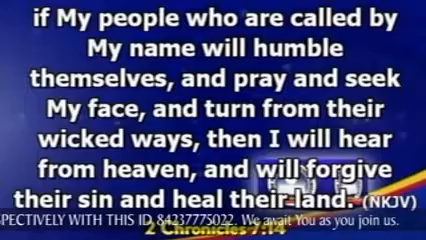 if My people who are called by
My name will humble
themselves, and pray and seek
My face, and turn from their
wicked ways, then I will hear
from heaven, and will forgive
their sin and heal their land. (NKJV)
SPECTIVELY WITH THIS ID 84237775022. We await You as you join us.
2 Chronicles 7:14